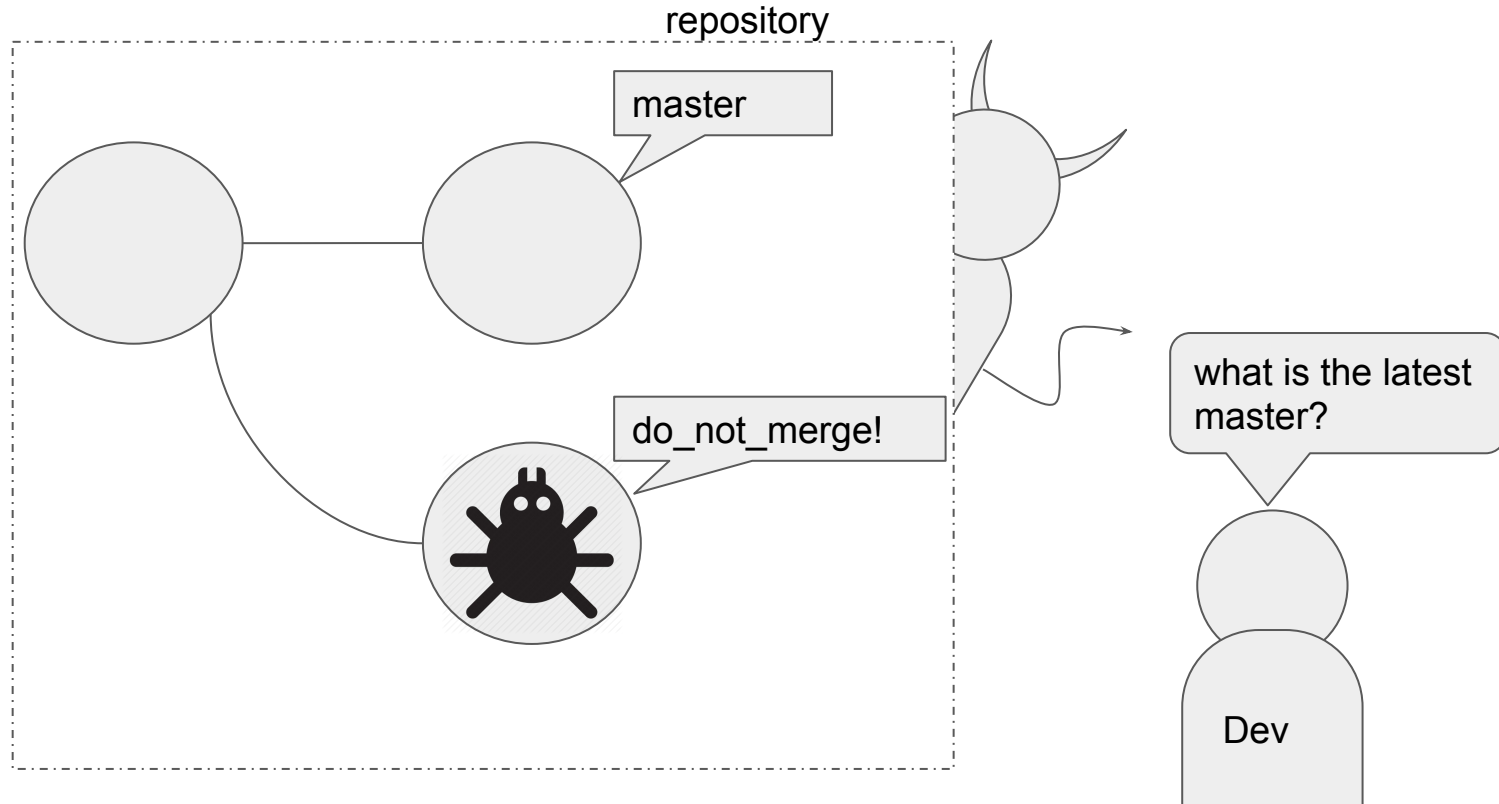 repository
master
do_not_merge!
what is the latest
master?
Dev